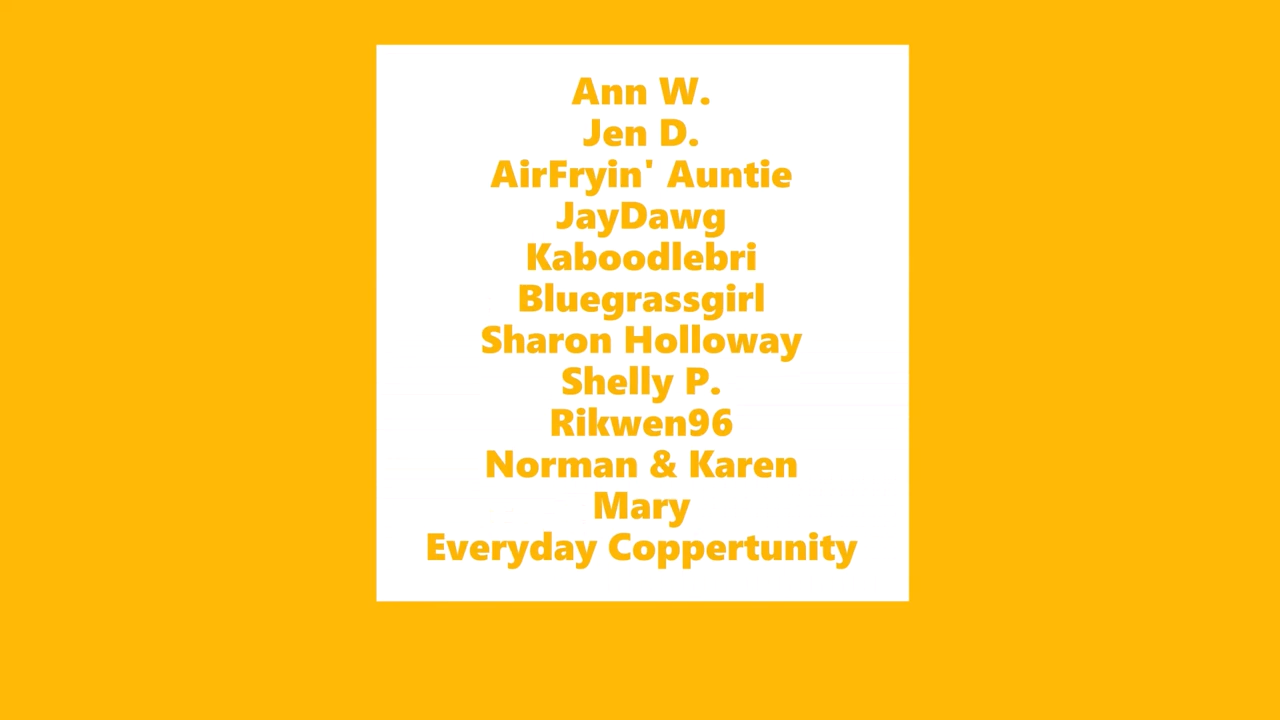 Ann W.
Jen D.
AirFryin' Auntie
JayDawg
Kaboodlebri
Bluegrassgirl
Sharon Holloway
Shelly P.
Rikwen96
Norman & Karen
Mary
Everyday Coppertunity